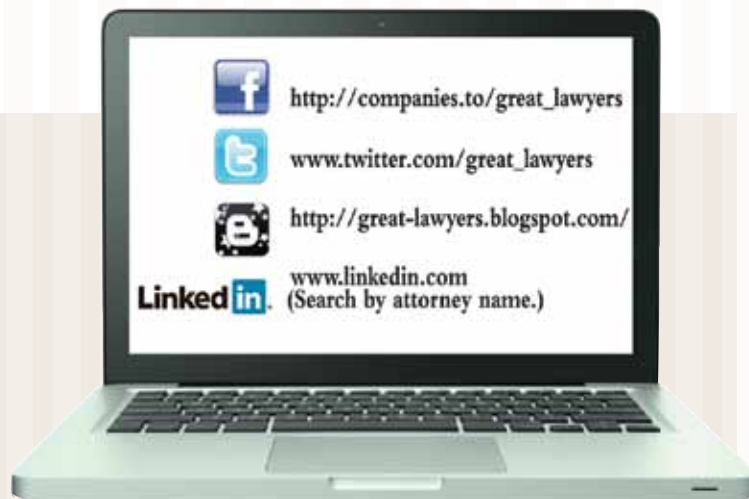 f http://companies.to/great_lawyers
t www.twitter.com/great_lawyers
B http://great-lawyers.blogspot.com/
Linked in. www.linkedin.com
(Search by attorney name.)